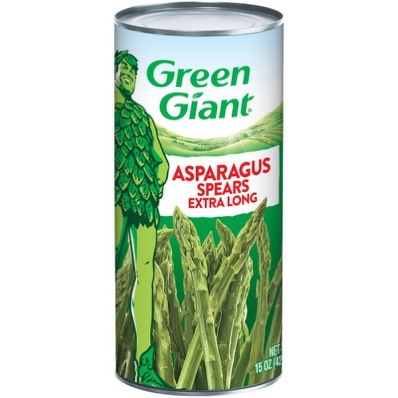 Green
Giant®
ASPARAGUS
SPEARS
EXTRA LONG
NET
15 OZ